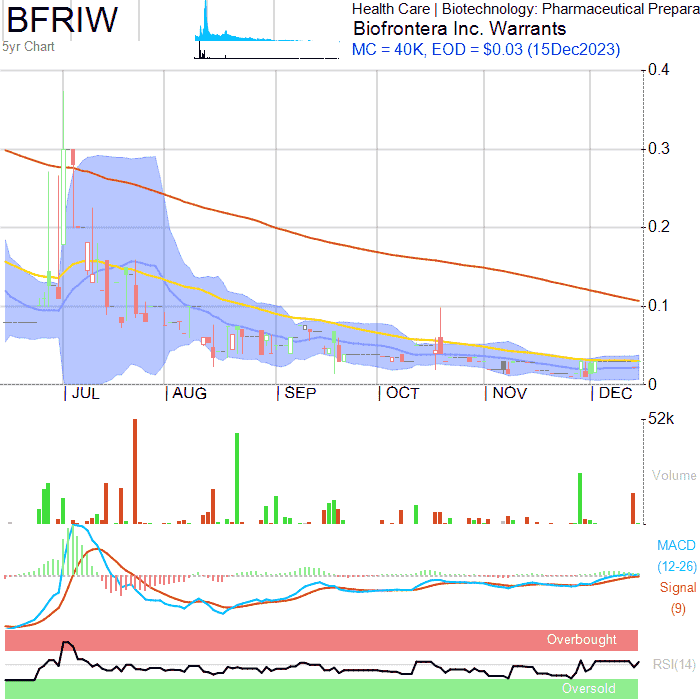 BFRIW
5yr Chart
Health Care | Biotechnology: Pharmaceutical Prepara
Biofrontera Inc. Warrants
MC = 40K, EOD = $0.03 (15Dec2023)
0.4
0.3
0.2
0.1
0
JUL AUG SEP OCT NOV DEC
52K
Volume
MACD
(12-26)
Signal
(9)
Overbought
RSI(14)
Oversold